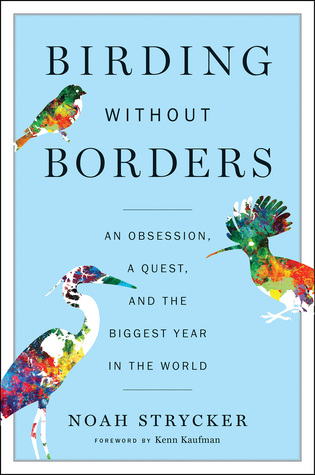 BIRDING
WITHOUT
BORDERS
AN OBSESSION,
A QUEST,
AND THE
BIGGEST YEAR
IN THE WORLD
NOAH STRYCKER
FOREWORD BY Kenn Kaufman